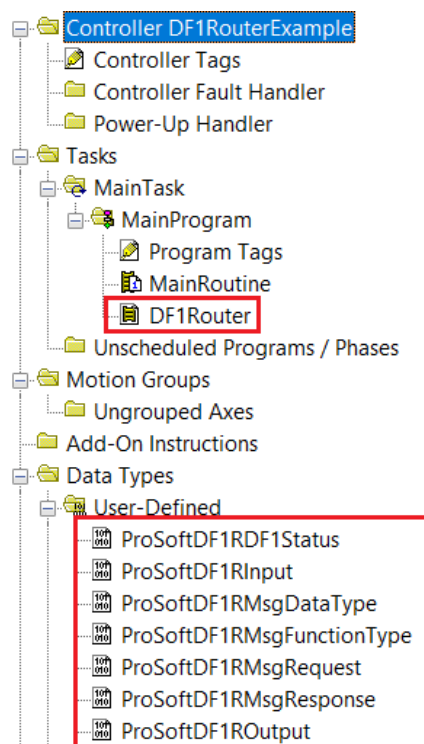 Controller DF1RouterExample
Controller Tags
Controller Fault Handler
Power-Up Handler
Tasks
MainTask
MainProgram
Program Tags
MainRoutine
DF1Router
Unscheduled Programs / Phases
Motion Groups
Ungrouped Axes
Add-On Instructions
Data Types
User-Defined
ProSoftDF1RDF1Status
ProSoftDF1RInput
ProSoftDF1RMsgDataType
ProSoftDF1RMsgFunctionType
ProSoftDF1RMsgRequest
ProSoftDF1RMsgResponse
ProSoftDF1ROutput